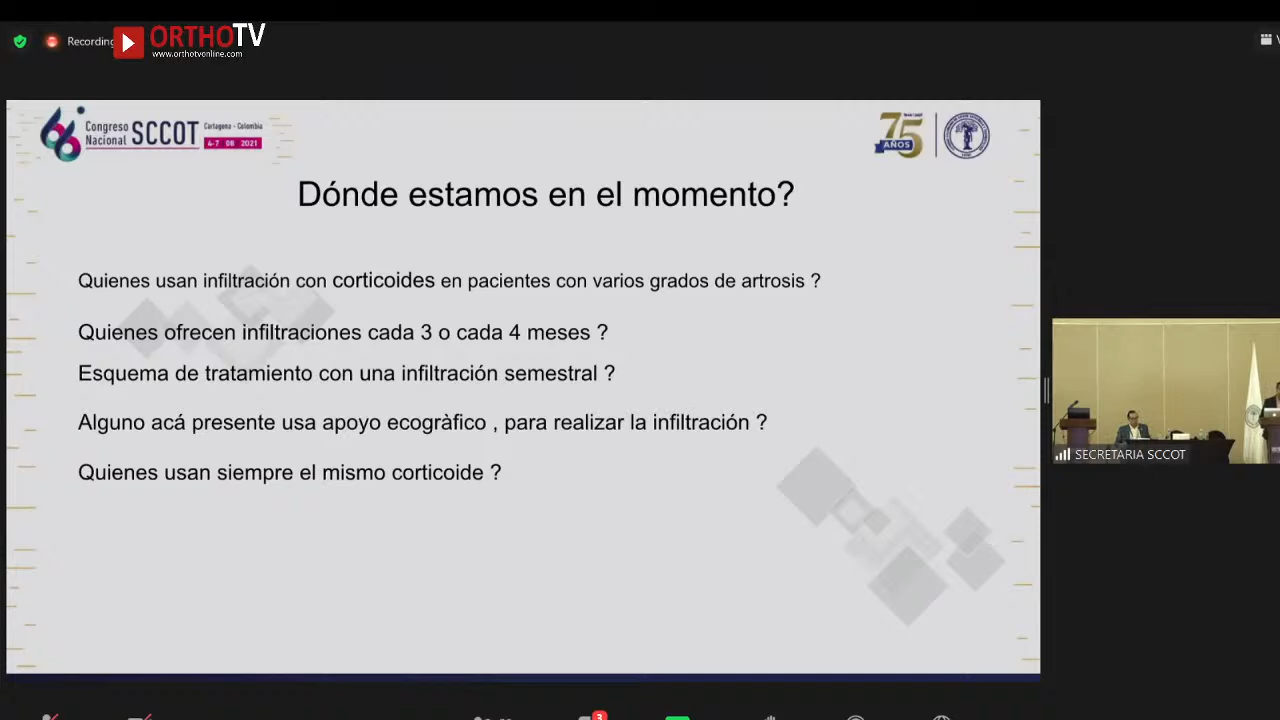 Recording
ORTHOTV
www.orthotvonline.com
Congreso
Nacional SCCOT
Cartagena - Colombia
4-7 08 2021
75
AÑOS
Dónde estamos en el momento?
Quienes usan infiltración con corticoides en pacientes con varios grados de artrosis ?
Quienes ofrecen infiltraciones cada 3 o cada 4 meses ?
Esquema de tratamiento con una infiltración semestral ?
Alguno acá presente usa apoyo ecogràfico , para realizar la infiltración ?
Quienes usan siempre el mismo corticoide ?
SECRETARIA SCCOT
3